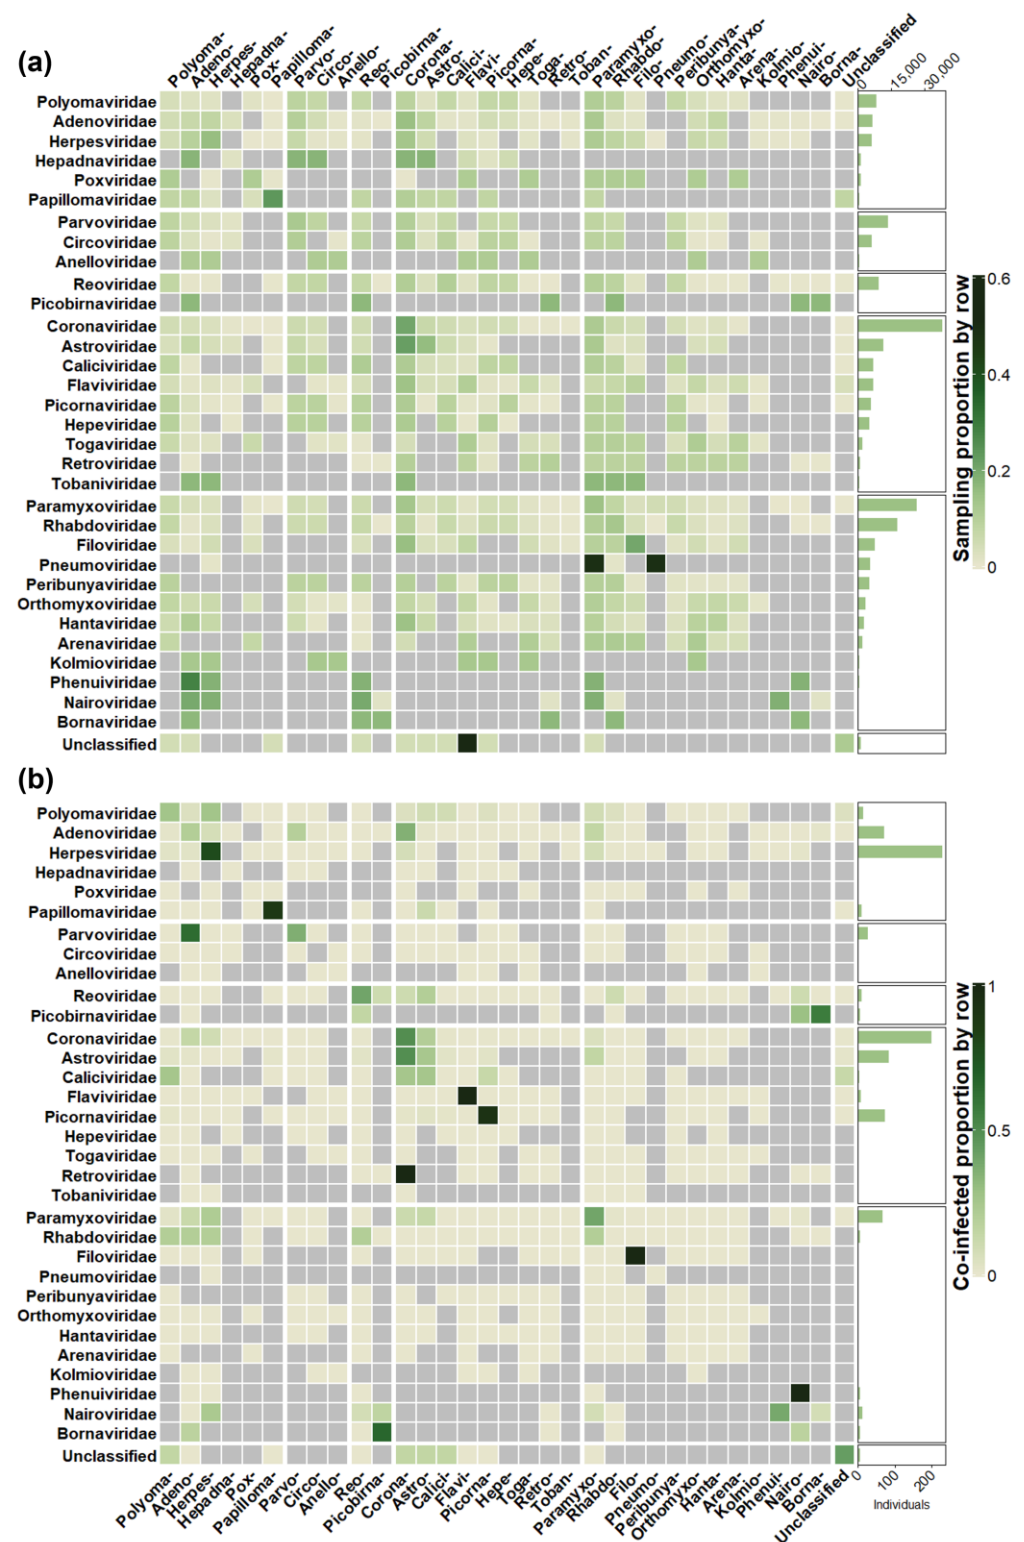 (a)
Polyoma-
Adeno-
Herpes-
Hepadna-
Pox-
Papilloma-
Parvo-
Circo-
Anello-
Reo-
Picobirna-
Corona-
Astro-
Calici-
Flavi-
Picorna-
Hepe-
Toga-
Retro-
Toban-
Paramyxo-
Rhabdo-
Filo-
Pneumo-
Peribunya-
Orthomyxo-
Hanta-
Arena-
Kolmio-
Phenui-
Nairo-
Borna-
Unclassified
0
15,000
30,000
Polyomaviridae
Adenoviridae
Herpesviridae
Hepadnaviridae
Poxviridae
Papillomaviridae
Parvoviridae
Circoviridae
Anelloviridae
Reoviridae
Picobirnaviridae
Coronaviridae
Astroviridae
Caliciviridae
Flaviviridae
Picornaviridae
Hepeviridae
Togaviridae
Retroviridae
Tobaniviridae
Paramyxoviridae
Rhabdoviridae
Filoviridae
Pneumoviridae
Peribunyaviridae
Orthomyxoviridae
Hantaviridae
Arenaviridae
Kolmioviridae
Phenuiviridae
Nairoviridae
Bornaviridae
Unclassified
Sampling proportion by row
0.6
0.4
0.2
0
(b)
Polyomaviridae
Adenoviridae
Herpesviridae
Hepadnaviridae
Poxviridae
Papillomaviridae
Parvoviridae
Circoviridae
Anelloviridae
Reoviridae
Picobirnaviridae
Coronaviridae
Astroviridae
Caliciviridae
Flaviviridae
Picornaviridae
Hepeviridae
Togaviridae
Retroviridae
Tobaniviridae
Paramyxoviridae
Rhabdoviridae
Filoviridae
Pneumoviridae
Peribunyaviridae
Orthomyxoviridae
Hantaviridae
Arenaviridae
Kolmioviridae
Phenuiviridae
Nairoviridae
Bornaviridae
Unclassified
Co-infected proportion by row
1
0.5
0
Polyoma-
Adeno-
Herpes-
Hepadna-
Pox-
Papilloma-
Parvo-
Circo-
Anello-
Reo-
Picobirna-
Corona-
Astro-
Calici-
Flavi-
Picorna-
Hepe-
Toga-
Retro-
Toban-
Paramyxo-
Rhabdo-
Filo-
Pneumo-
Peribunya-
Orthomyxo-
Hanta-
Arena-
Kolmio-
Phenui-
Nairo-
Borna-
Unclassified
0
100
200
Individuals